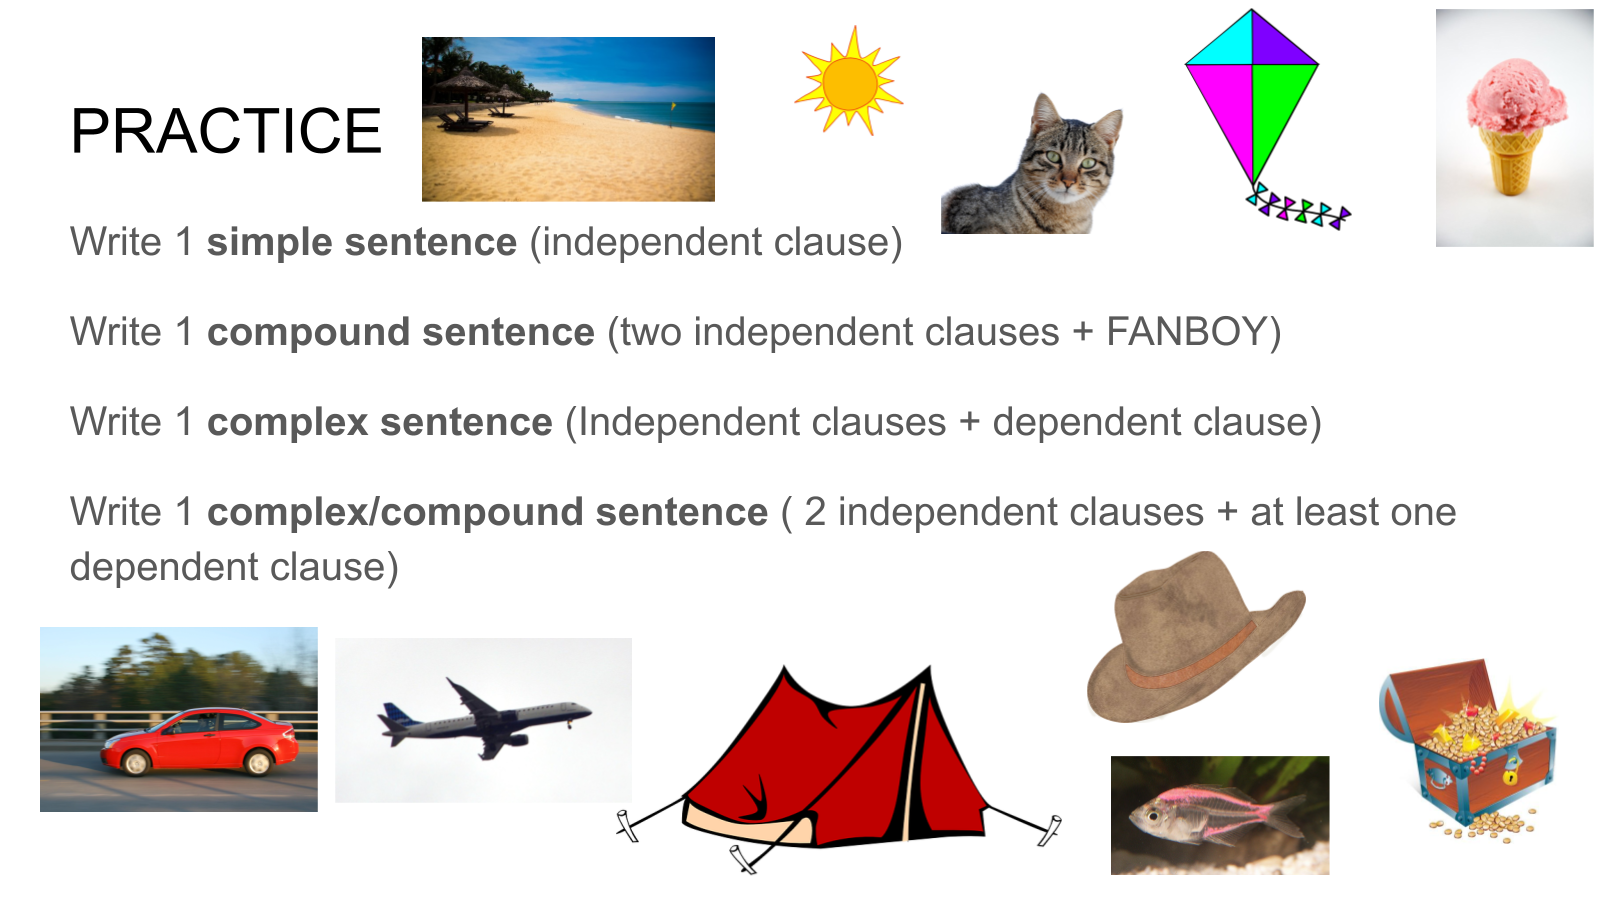 PRACTICE
Write 1 simple sentence (independent clause)
Write 1 compound sentence (two independent clauses + FANBOY)
Write 1 complex sentence (Independent clauses + dependent clause)
Write 1 complex/compound sentence ( 2 independent clauses + at least one
dependent clause)